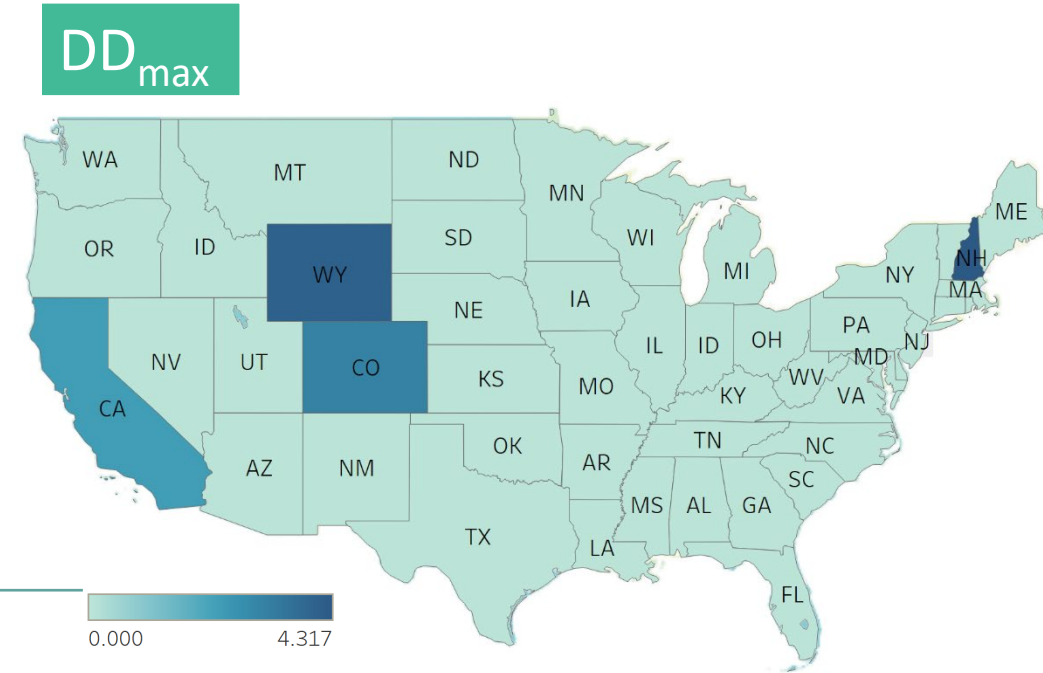 DDmax
WA
MT
ND
MN
ME
OR
ID
WY
SD
WI
MI
NY
NH
MA
NV
UT
CO
NE
IA
IL
ID
OH
PA
NJ
MD
CA
KS
MO
KY
WV
VA
AZ
NM
OK
AR
TN
NC
SC
MS
AL
GA
TX
LA
FL
0.000 4.317